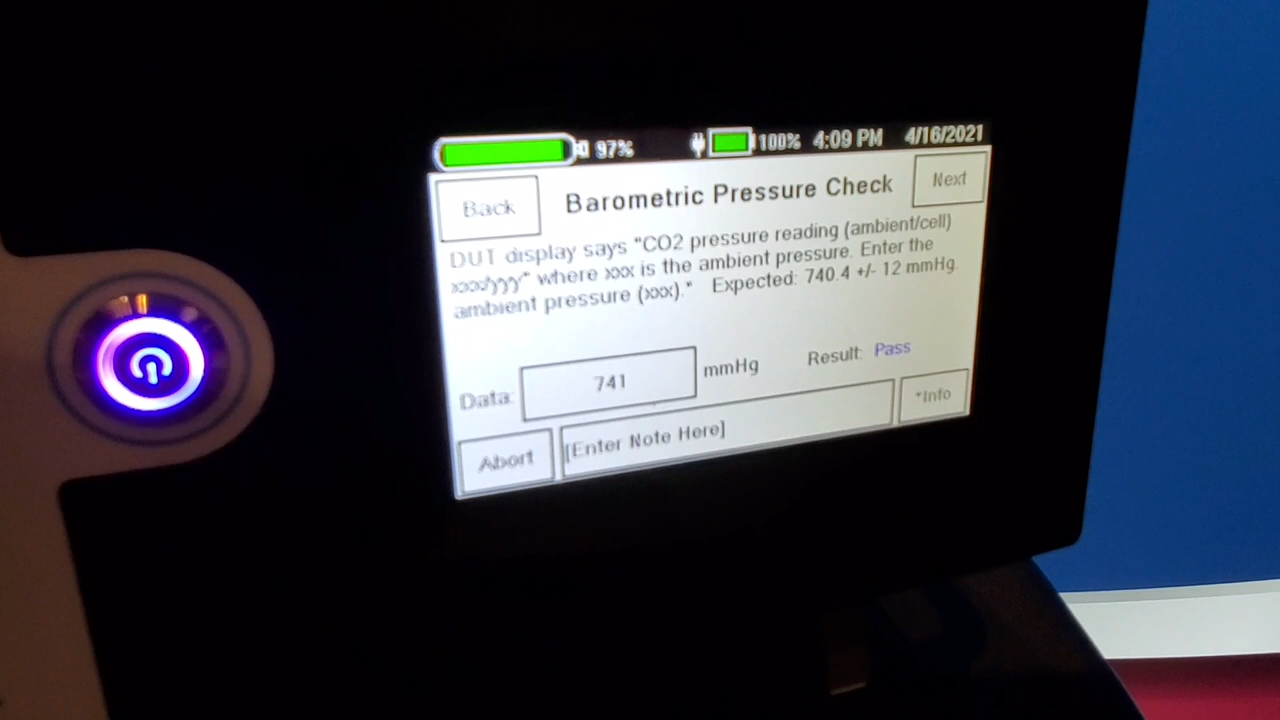 97% 100% 4:09 PM 4/16/2021
Back Barometric Pressure Check Next
DUT display says "CO2 pressure reading (ambient/cell)
xxx/yyy" where xxx is the ambient pressure. Enter the
ambient pressure (xxx)." Expected: 740.4 +/- 12 mmHg.
Data: 741 mmHg Result: Pass
Abort [Enter Note Here] *Info